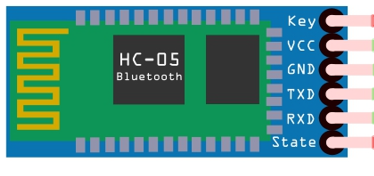 HC-05
Bluetooth
Key
VCC
GND
TXD
RXD
State